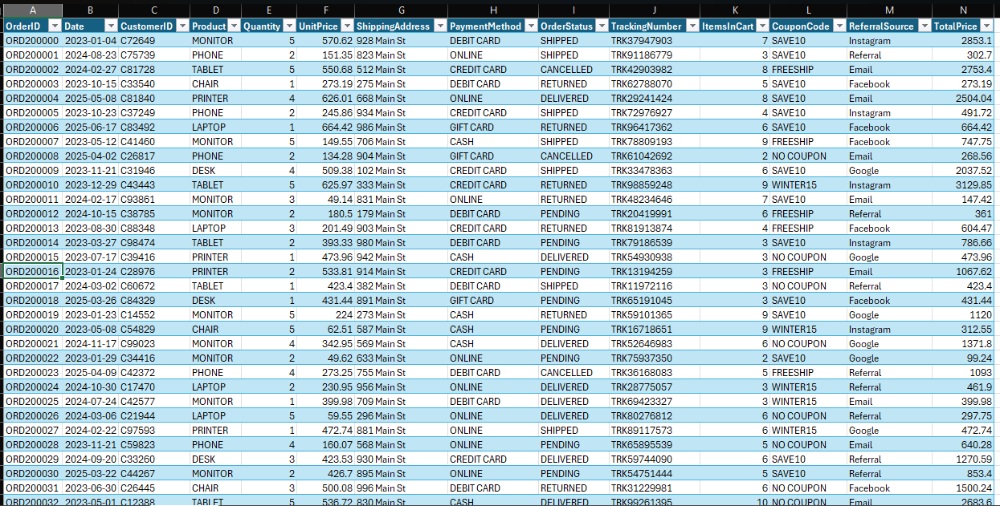 A B C D E F G H I J K L M N
OrderID Date CustomerID Product Quantity UnitPrice ShippingAddress PaymentMethod OrderStatus TrackingNumber ItemsInCart CouponCode ReferralSource TotalPrice
ORD200000 2023-01-04 C72649 MONITOR 5 570.62 928 Main St DEBIT CARD SHIPPED TRK37947903 7 SAVE10 Instagram 2853.1
ORD200001 2024-08-23 C75739 PHONE 2 151.35 823 Main St ONLINE SHIPPED TRK91186779 3 SAVE10 Referral 302.7
ORD200002 2024-02-27 C81728 TABLET 5 550.68 512 Main St CREDIT CARD CANCELLED TRK42903982 8 FREESHIP Email 2753.4
ORD200003 2023-10-15 C33540 CHAIR 1 273.19 275 Main St DEBIT CARD RETURNED TRK62788070 5 SAVE10 Facebook 273.19
ORD200004 2025-05-08 C81840 PRINTER 4 626.01 668 Main St ONLINE DELIVERED TRK29241424 8 SAVE10 Email 2504.04
ORD200005 2023-10-23 C37249 PHONE 2 245.86 934 Main St CREDIT CARD SHIPPED TRK72976927 4 SAVE10 Instagram 491.72
ORD200006 2025-06-17 C83492 LAPTOP 1 664.42 986 Main St GIFT CARD RETURNED TRK96417362 6 SAVE10 Facebook 664.42
ORD200007 2023-05-12 C41460 MONITOR 5 149.55 706 Main St CASH SHIPPED TRK78809193 9 FREESHIP Facebook 747.75
ORD200008 2025-04-02 C26817 PHONE 2 134.28 904 Main St GIFT CARD CANCELLED TRK61042692 2 NO COUPON Email 268.56
ORD200009 2023-11-21 C31946 DESK 4 509.38 102 Main St CREDIT CARD SHIPPED TRK33478363 6 SAVE10 Google 2037.52
ORD200010 2023-12-29 C43443 TABLET 5 625.97 333 Main St CREDIT CARD RETURNED TRK98859248 9 WINTER15 Instagram 3129.85
ORD200011 2024-02-17 C93861 MONITOR 3 49.14 831 Main St ONLINE RETURNED TRK48234646 7 SAVE10 Email 147.42
ORD200012 2024-10-15 C38785 MONITOR 2 180.5 179 Main St DEBIT CARD PENDING TRK20419991 6 FREESHIP Referral 361
ORD200013 2023-08-30 C88348 LAPTOP 3 201.49 903 Main St CREDIT CARD RETURNED TRK81913874 4 FREESHIP Facebook 604.47
ORD200014 2023-03-27 C98474 TABLET 2 393.33 980 Main St DEBIT CARD PENDING TRK79186539 3 SAVE10 Instagram 786.66
ORD200015 2023-07-17 C39416 PRINTER 1 473.96 942 Main St CASH DELIVERED TRK54930938 3 NO COUPON Google 473.96
ORD200016 2023-01-24 C28976 PRINTER 2 533.81 914 Main St CREDIT CARD PENDING TRK13194259 3 FREESHIP Email 1067.62
ORD200017 2024-03-02 C60672 TABLET 1 423.4 382 Main St DEBIT CARD SHIPPED TRK11972116 3 NO COUPON Referral 423.4
ORD200018 2025-03-26 C84329 DESK 1 431.44 891 Main St GIFT CARD PENDING TRK65191045 3 SAVE10 Facebook 431.44
ORD200019 2023-01-23 C14552 MONITOR 5 224 273 Main St CASH RETURNED TRK59101365 9 SAVE10 Google 1120
ORD200020 2023-05-08 C54829 CHAIR 5 62.51 587 Main St CASH PENDING TRK16718651 9 WINTER15 Instagram 312.55
ORD200021 2024-11-17 C99023 MONITOR 4 342.95 569 Main St CASH DELIVERED TRK52646983 6 NO COUPON Google 1371.8
ORD200022 2023-01-29 C34416 MONITOR 2 49.62 633 Main St ONLINE PENDING TRK75937350 2 SAVE10 Google 99.24
ORD200023 2025-04-09 C42372 PHONE 4 273.25 755 Main St DEBIT CARD CANCELLED TRK36168083 5 FREESHIP Referral 1093
ORD200024 2024-10-30 C17470 LAPTOP 2 230.95 956 Main St ONLINE DELIVERED TRK28775057 3 WINTER15 Referral 461.9
ORD200025 2024-07-24 C42577 MONITOR 1 399.98 709 Main St DEBIT CARD DELIVERED TRK69423327 3 WINTER15 Email 399.98
ORD200026 2024-03-06 C21944 LAPTOP 5 59.55 296 Main St ONLINE DELIVERED TRK80276812 6 NO COUPON Referral 297.75
ORD200027 2024-02-22 C97593 PRINTER 1 472.74 881 Main St ONLINE SHIPPED TRK89117573 6 WINTER15 Google 472.74
ORD200028 2023-11-21 C59823 PHONE 4 160.07 568 Main St ONLINE PENDING TRK65895539 5 NO COUPON Email 640.28
ORD200029 2024-09-20 C33260 DESK 3 423.53 930 Main St CREDIT CARD DELIVERED TRK59744090 6 SAVE10 Referral 1270.59
ORD200030 2025-03-22 C44267 MONITOR 2 426.7 895 Main St ONLINE PENDING TRK54751444 5 SAVE10 Referral 853.4
ORD200031 2023-06-30 C26445 CHAIR 3 500.08 996 Main St DEBIT CARD RETURNED TRK31229981 6 NO COUPON Facebook 1500.24
ORD200032 2023-05-01 C12388 TABLET 5 536.72 830 Main St CASH DELIVERED TRK99261395 10 NO COUPON Email 2683.6